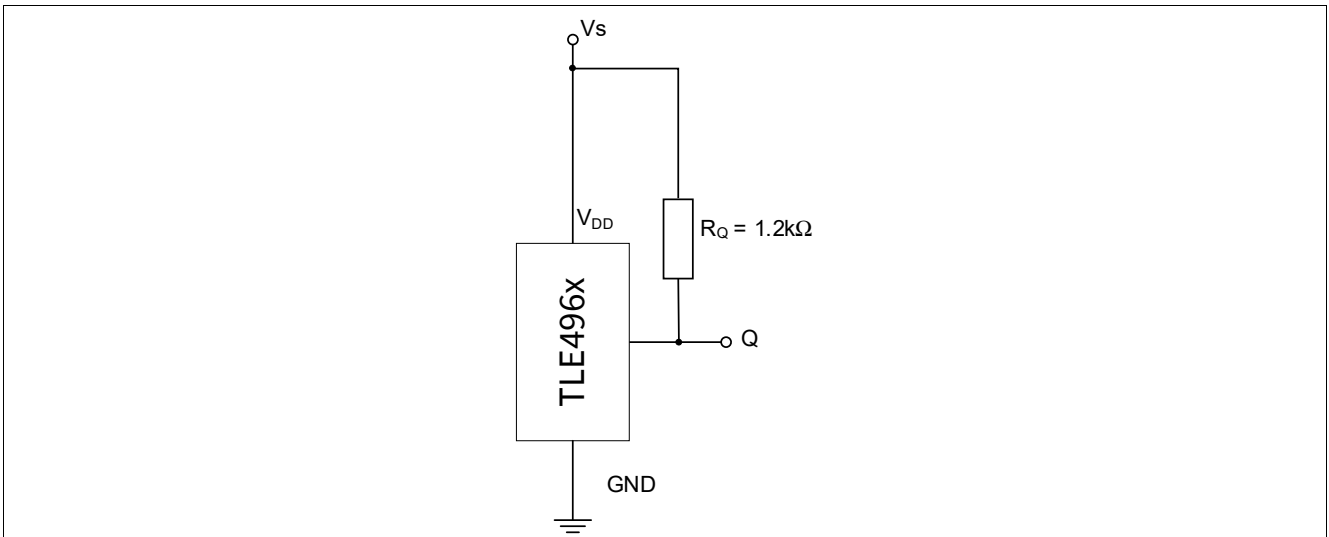 Vs
V_DD
R_Q = 1.2kΩ
TLE496x
Q
GND